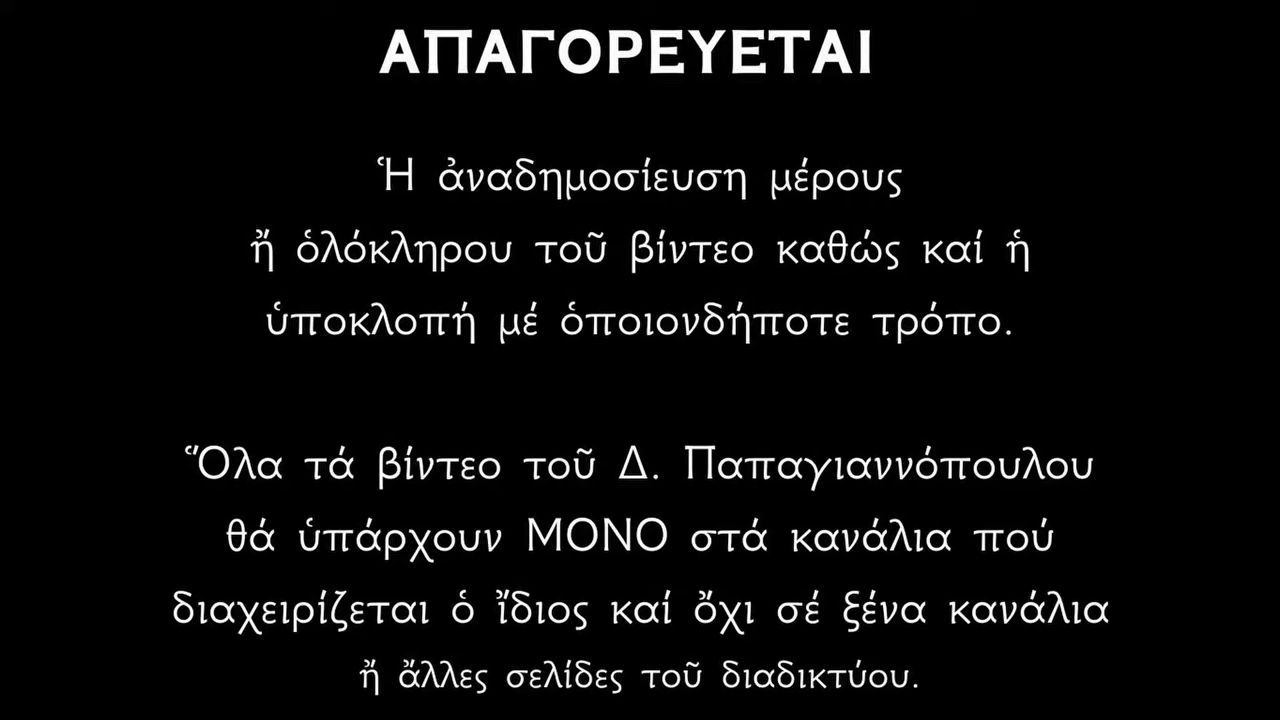 ΑΠΑΓΟΡΕΥΕΤΑΙ
Ἡ ἀναδημοσίευση μέρους
ἤ ὁλόκληρου τοῦ βίντεο καθώς καί ἡ
ὑποκλοπή μέ ὁποιονδήποτε τρόπο.
Ὅλα τά βίντεο τοῦ Δ. Παπαγιαννόπουλου
θά ὑπάρχουν ΜΟΝΟ στά κανάλια πού
διαχειρίζεται ὁ ἴδιος καί ὄχι σέ ξένα κανάλια
ἤ ἄλλες σελίδες τοῦ διαδικτύου.